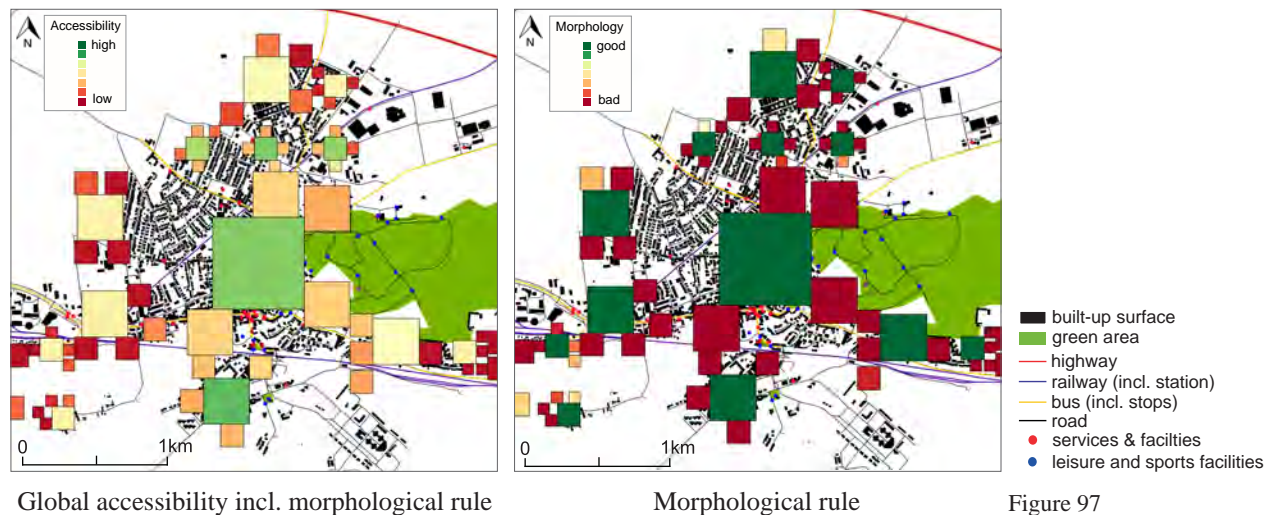 Accessibility
high
low
N
0
1km
Global accessibility incl. morphological rule
Morphology
good
bad
N
0
1km
Morphological rule
built-up surface
green area
highway
railway (incl. station)
bus (incl. stops)
road
services & facilties
leisure and sports facilities
Figure 97